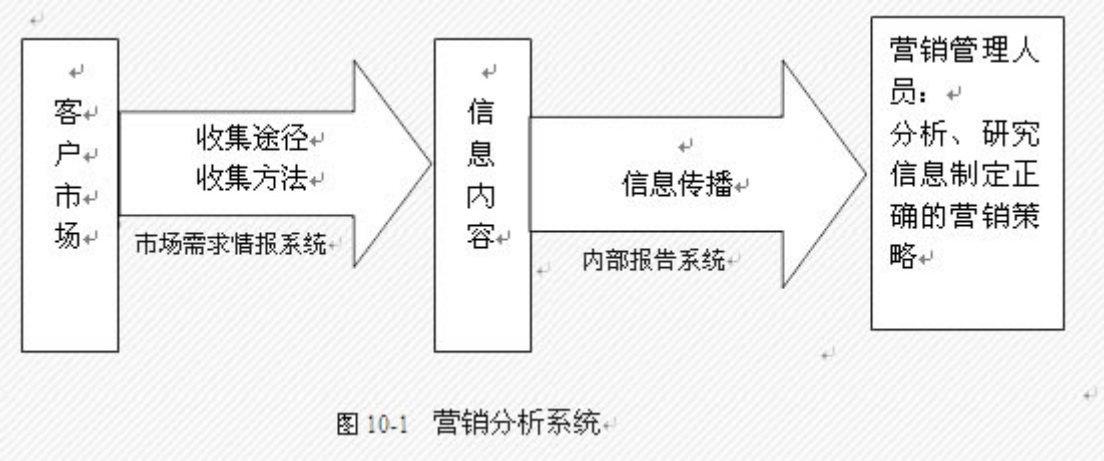 客
户
市
场
收集途径
收集方法
市场需求情报系统
信
息
内
容
信息传播
内部报告系统
营销管理人
员：
分析、研究
信息制定正
确的营销策
略
图 10-1 营销分析系统